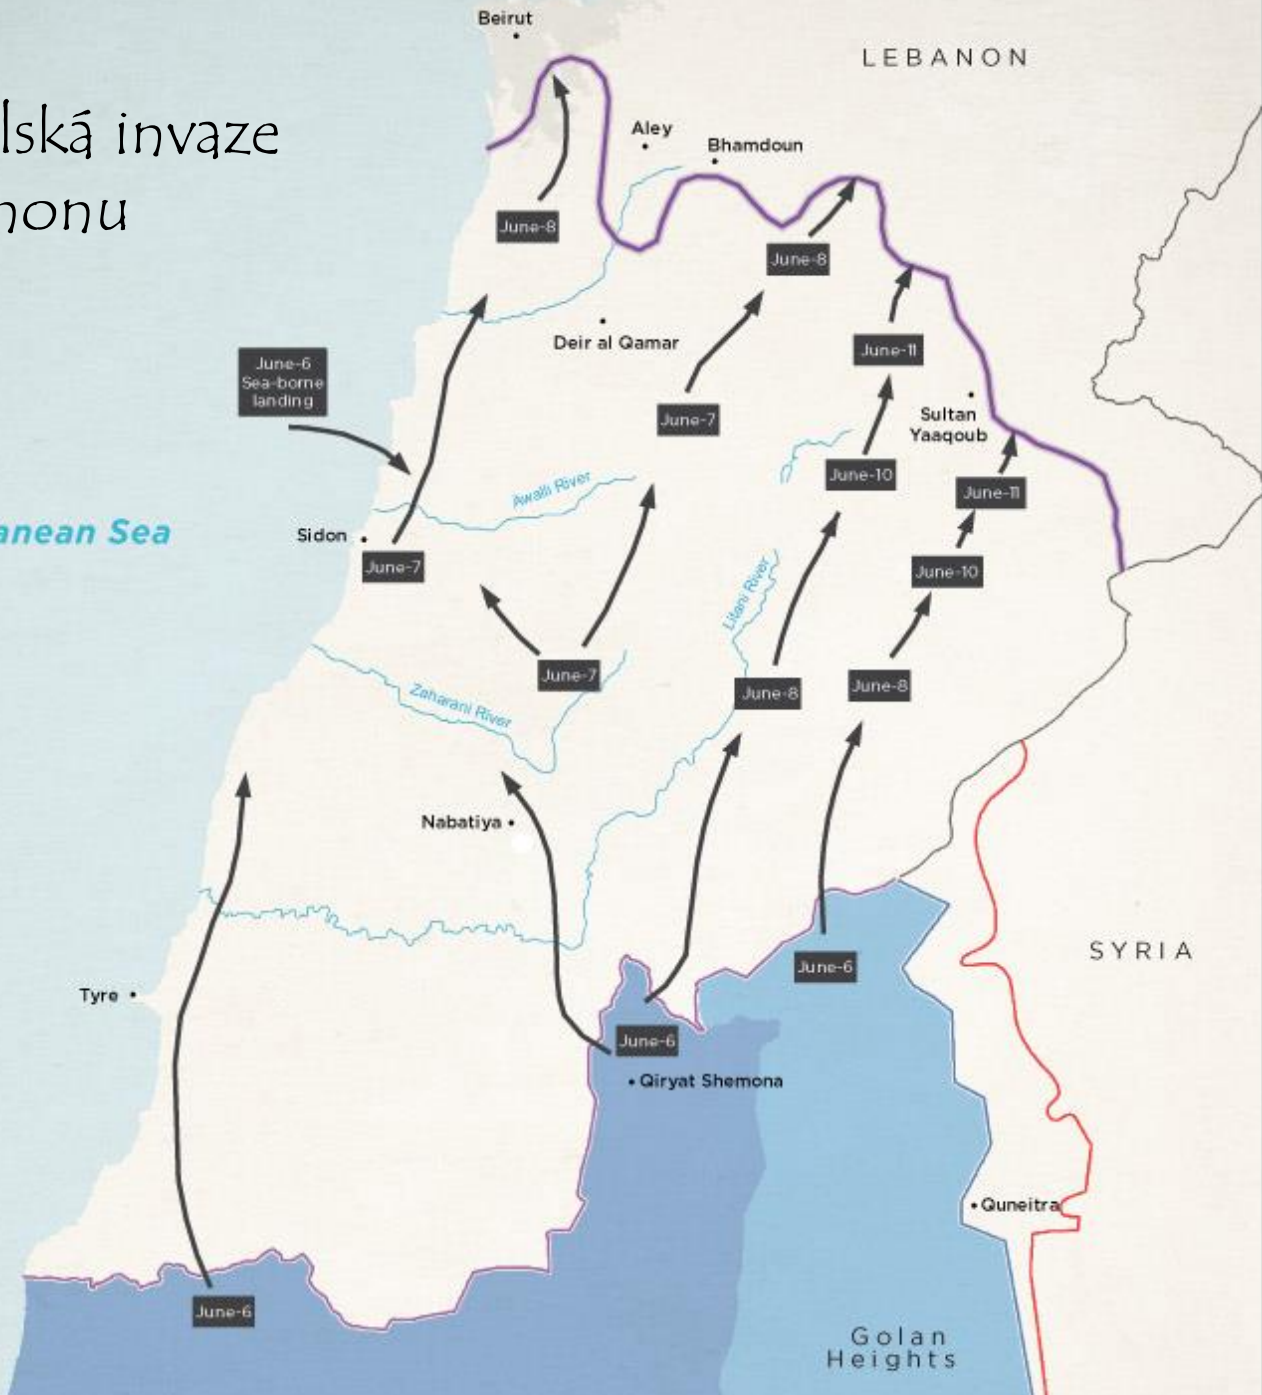 Beirut
LEBANON
lská invaze
nonu
Aley
Bhamdoun
June-8
June-8
Deir al Qamar
June-11
June-6
Sea-borne
landing
June-7
Sultan
Yaaqoub
June-10
June-11
Awalli River
anean Sea
Sidon
June-7
June-10
Litani River
June-7
June-8
June-8
Zaharani River
Nabatiya
SYRIA
June-6
Tyre
June-6
Qiryat Shemona
Quneitra
June-6
Golan
Heights